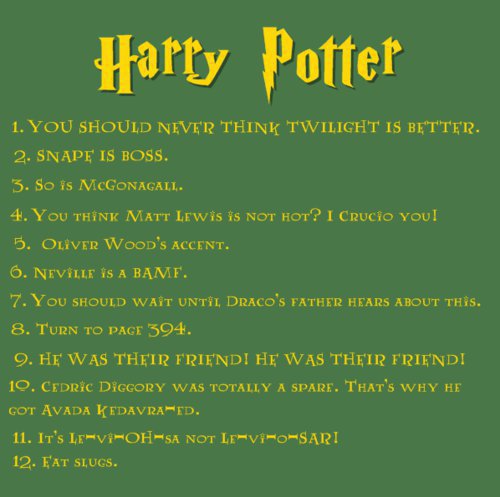 Harry Potter
1. YOU SHOULD NEVER THINK TWILIGHT IS BETTER.
2. SNAPE IS BOSS.
3. So is McGonagall.
4. You think Matt Lewis is not hot? I Crucio you!
5. Oliver Wood's accent.
6. Neville is a BAMF.
7. You should wait until Draco's father hears about this.
8. Turn to page 394.
9. HE WAS THEIR FRIEND! HE WAS THEIR FRIEND!
10. Cedric Diggory was totally a spare. That's why he
got Avada Kedavra-ed.
11. It's Le-vi-OH-sa not Le-vi-o-SAR!
12. Eat slugs.